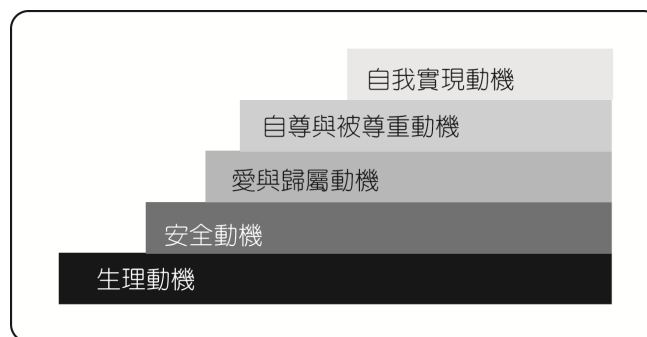 自我實現動機
自尊與被尊重動機
愛與歸屬動機
安全動機
生理動機